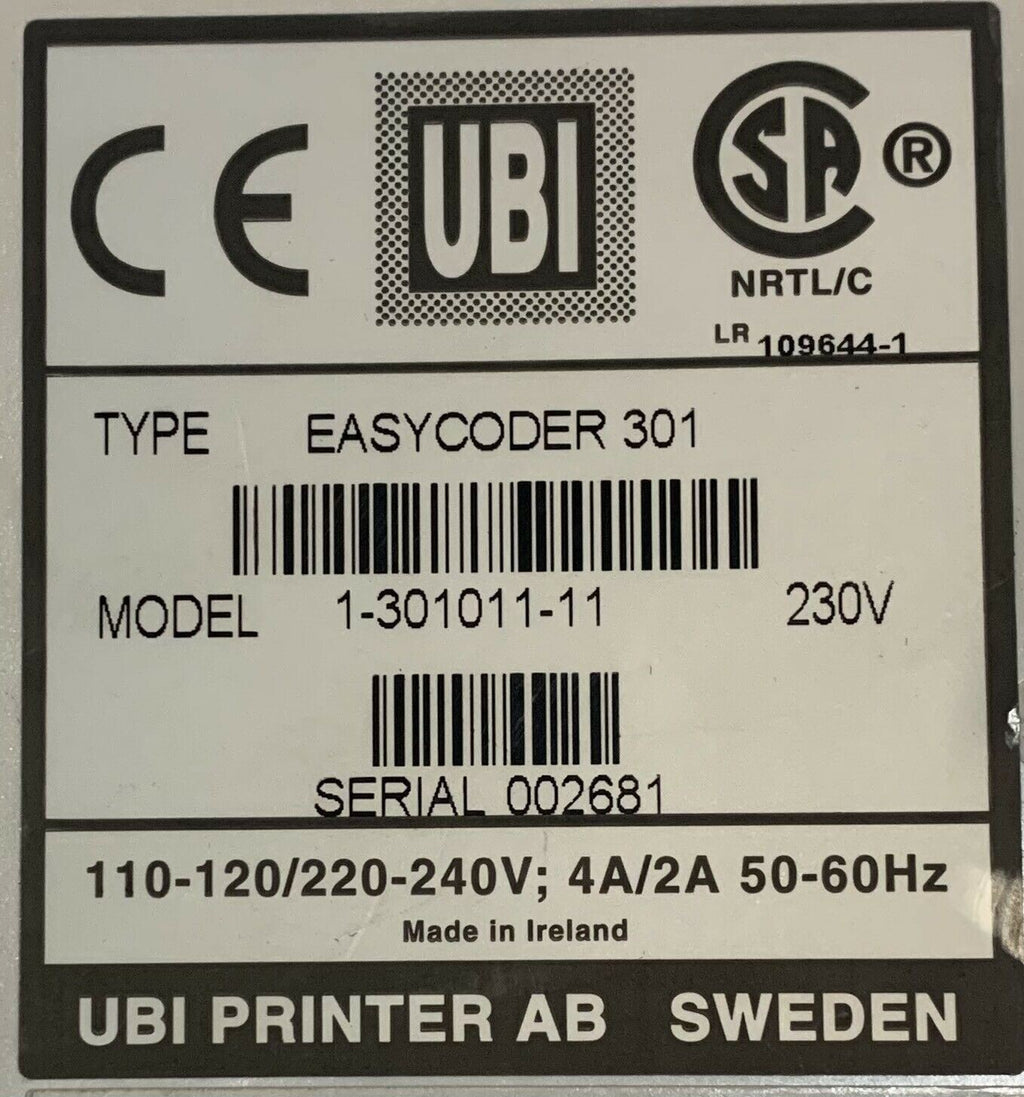 CE UBI CSA ®
NRTL/C
LR 109644-1
TYPE EASYCODER 301
MODEL 1-301011-11 230V
SERIAL 002681
110-120/220-240V; 4A/2A 50-60Hz
Made in Ireland
UBI PRINTER AB SWEDEN